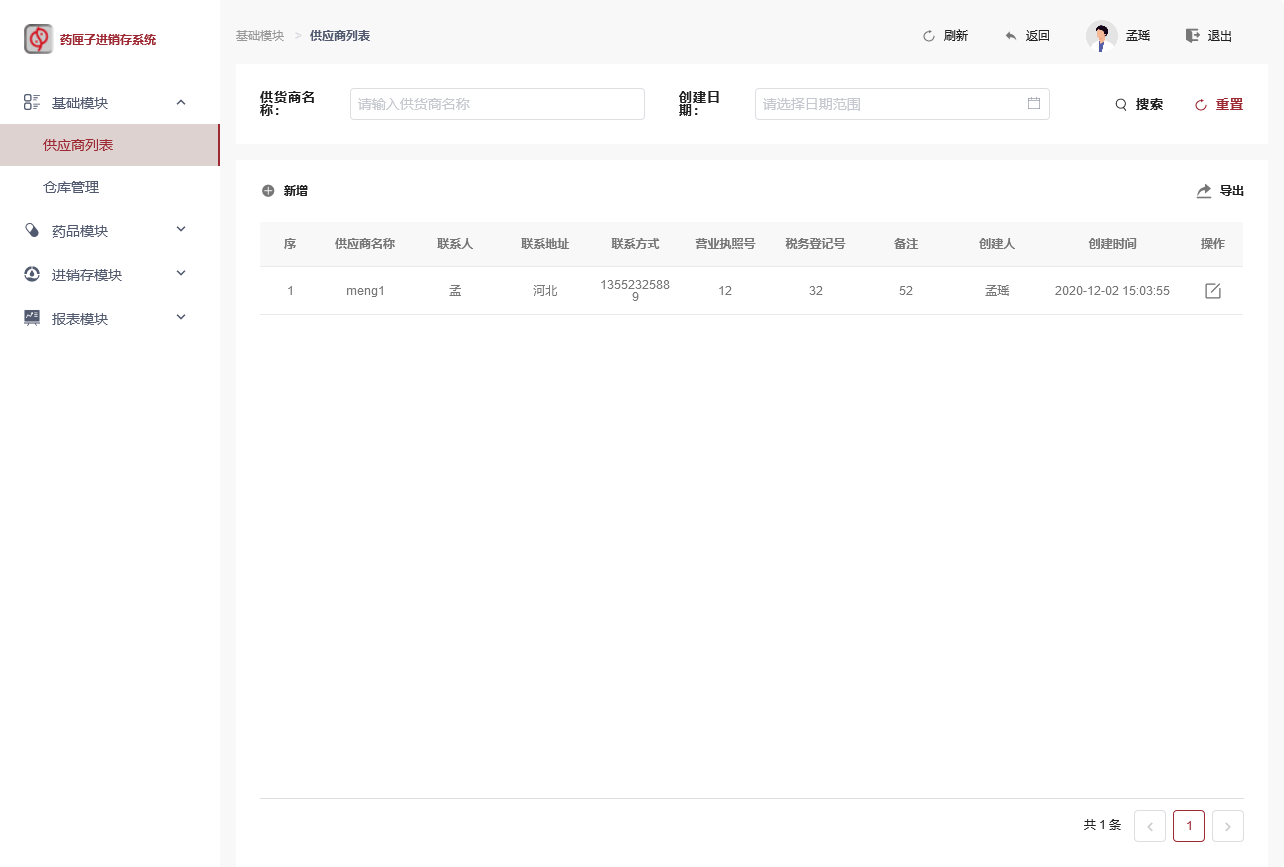 药匣子进销存系统
基础模块
供应商列表
仓库管理
药品模块
进销存模块
报表模块
基础模块 > 供应商列表
刷新
返回
孟瑶
退出
供货商名
称：
请输入供货商名称
创建日
期：
请选择日期范围
搜索
重置
新增
导出
序 供应商名称 联系人 联系地址 联系方式 营业执照号 税务登记号 备注 创建人 创建时间 操作
1 meng1 孟 河北 1355232588
9 12 32 52 孟瑶 2020-12-02 15:03:55
共 1 条 < 1 >